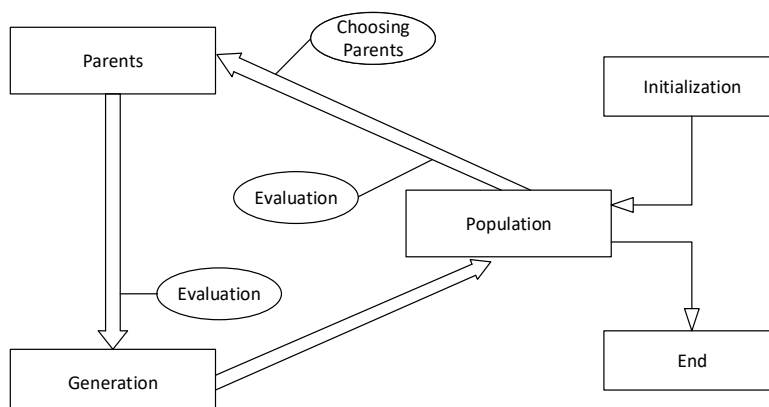 Choosing
Parents
Parents
Initialization
Evaluation
Population
Evaluation
Generation
End